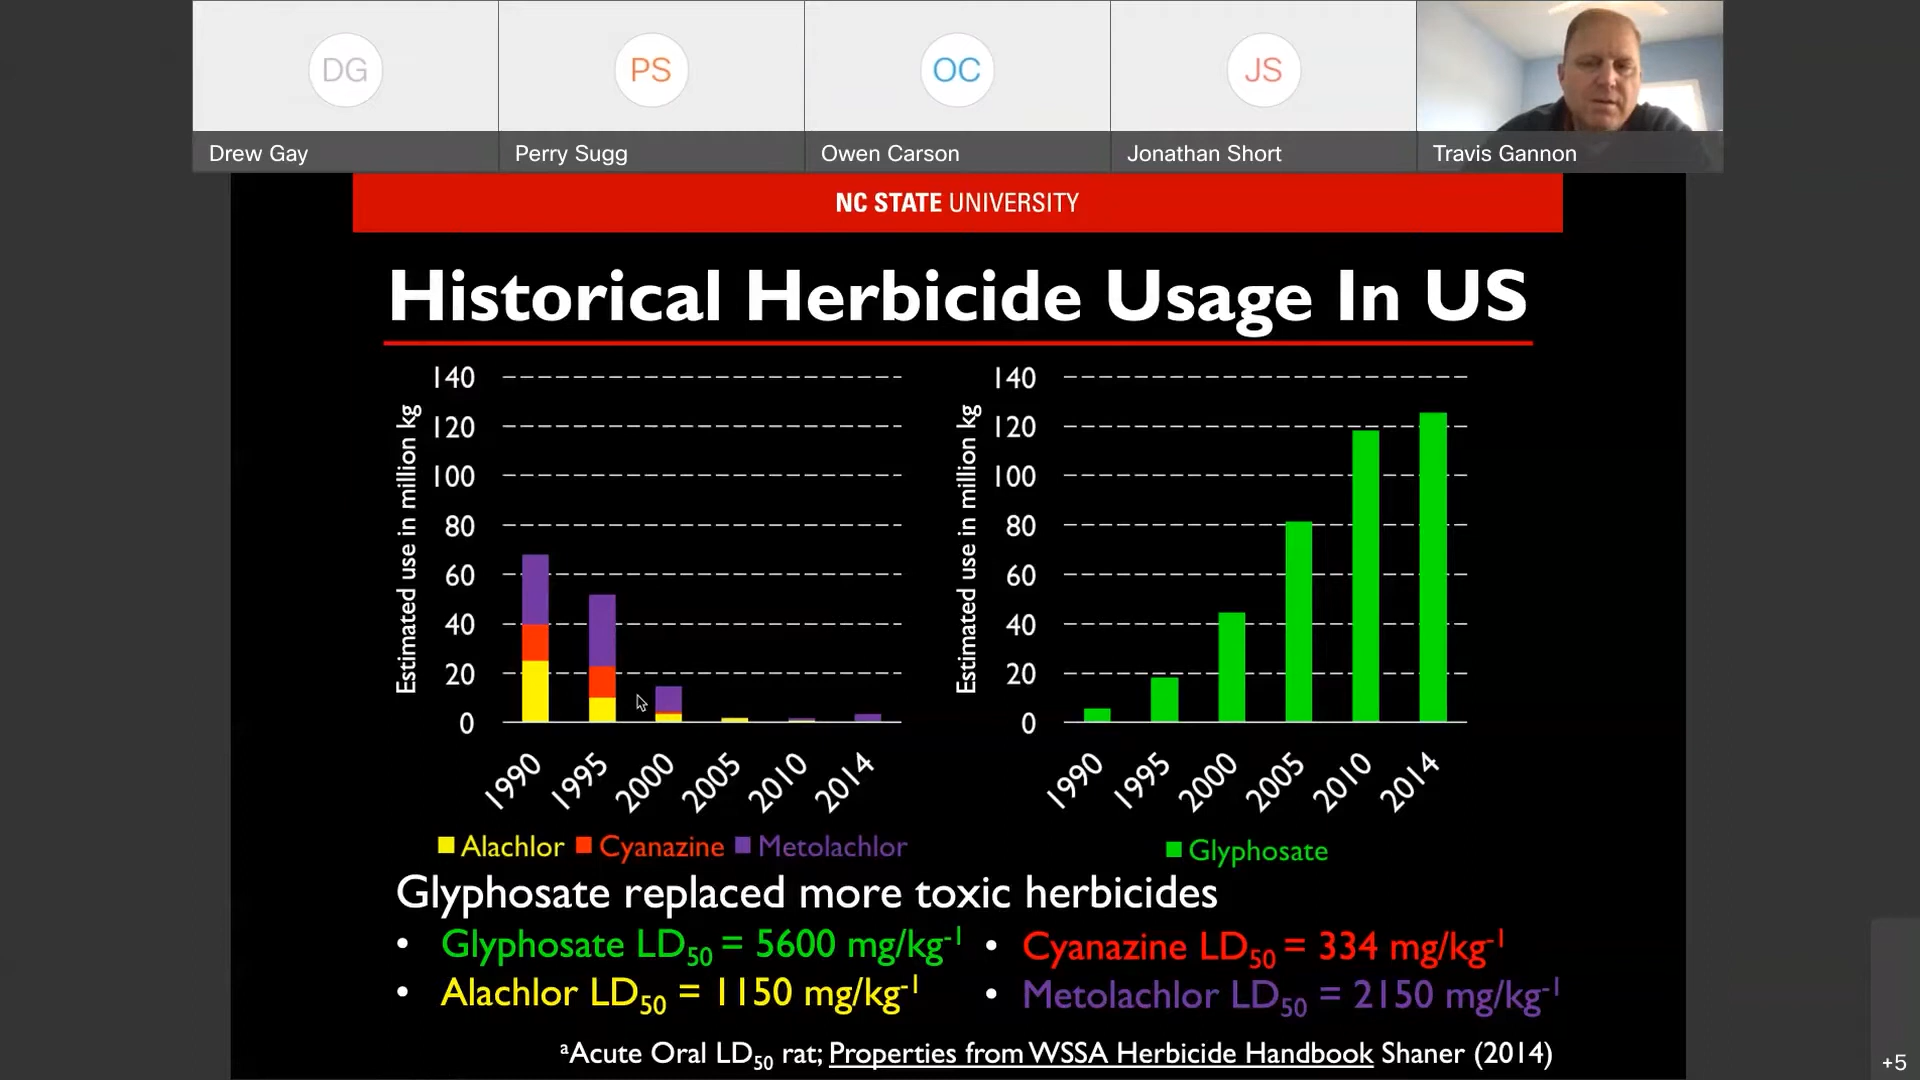 DG
PS
OC
JS
Drew Gay
Perry Sugg
Owen Carson
Jonathan Short
Travis Gannon
NC STATE UNIVERSITY
Historical Herbicide Usage In US
Estimated use in million kg
140
120
100
80
60
40
20
0
1990 1995 2000 2005 2010 2014
Alachlor Cyanazine Metolachlor
Estimated use in million kg
140
120
100
80
60
40
20
0
1990 1995 2000 2005 2010 2014
Glyphosate
Glyphosate replaced more toxic herbicides
• Glyphosate LD50 = 5600 mg/kg-1
• Alachlor LD50 = 1150 mg/kg-1
• Cyanazine LD50 = 334 mg/kg-1
• Metolachlor LD50 = 2150 mg/kg-1
aAcute Oral LD50 rat; Properties from WSSA Herbicide Handbook Shaner (2014)
+5